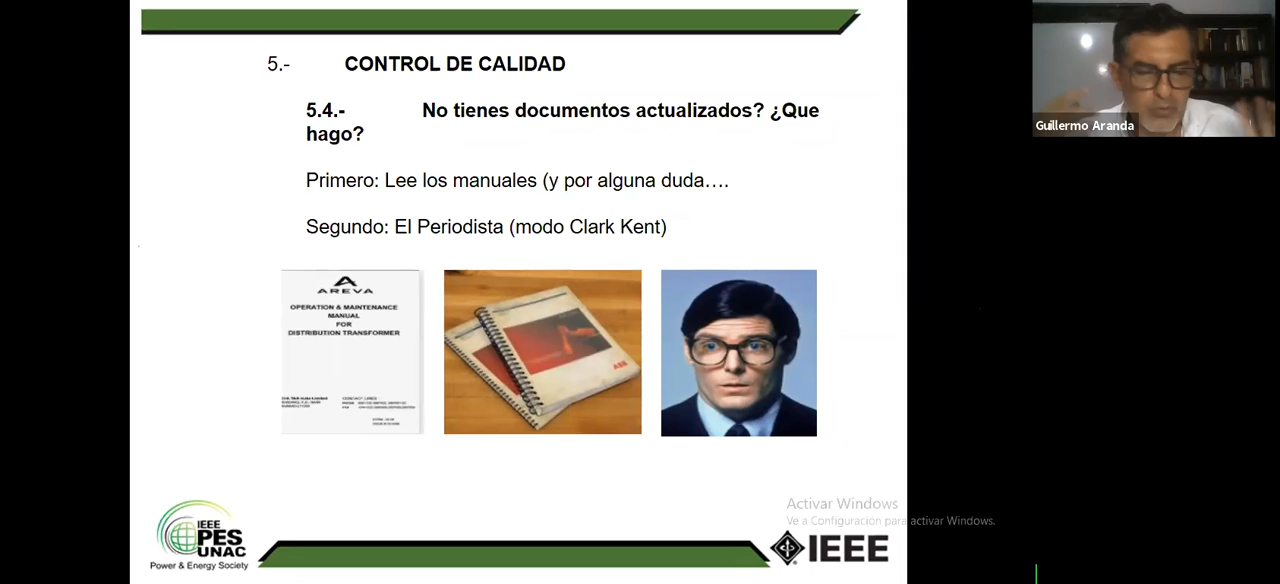 5.- CONTROL DE CALIDAD
5.4.- No tienes documentos actualizados? ¿Que
hago?
Primero: Lee los manuales (y por alguna duda….
Segundo: El Periodista (modo Clark Kent)
AREVA
OPERATION & MAINTENANCE
MANUAL
FOR
DISTRIBUTION TRANSFORMER
ABB
Guillermo Aranda
Activar Windows
Ve a Configuración para activar Windows.
IEEE
PES
UNAC
Power & Energy Society
IEEE